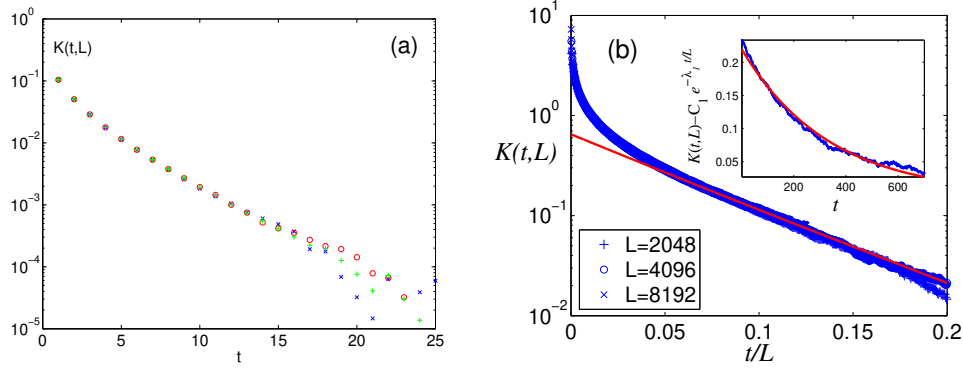 (a)
K(t,L)
10^0
10^-1
10^-2
10^-3
10^-4
10^-5
0 5 10 15 20 25
t
(b)
K(t,L)
10^1
10^0
10^-1
10^-2
0 0.05 0.1 0.15 0.2
t/L
L=2048
L=4096
L=8192
K(t,L)−C_1 e^{−λ_1 t/L}
0.2
0.15
0.1
0.05
200 400 600
t